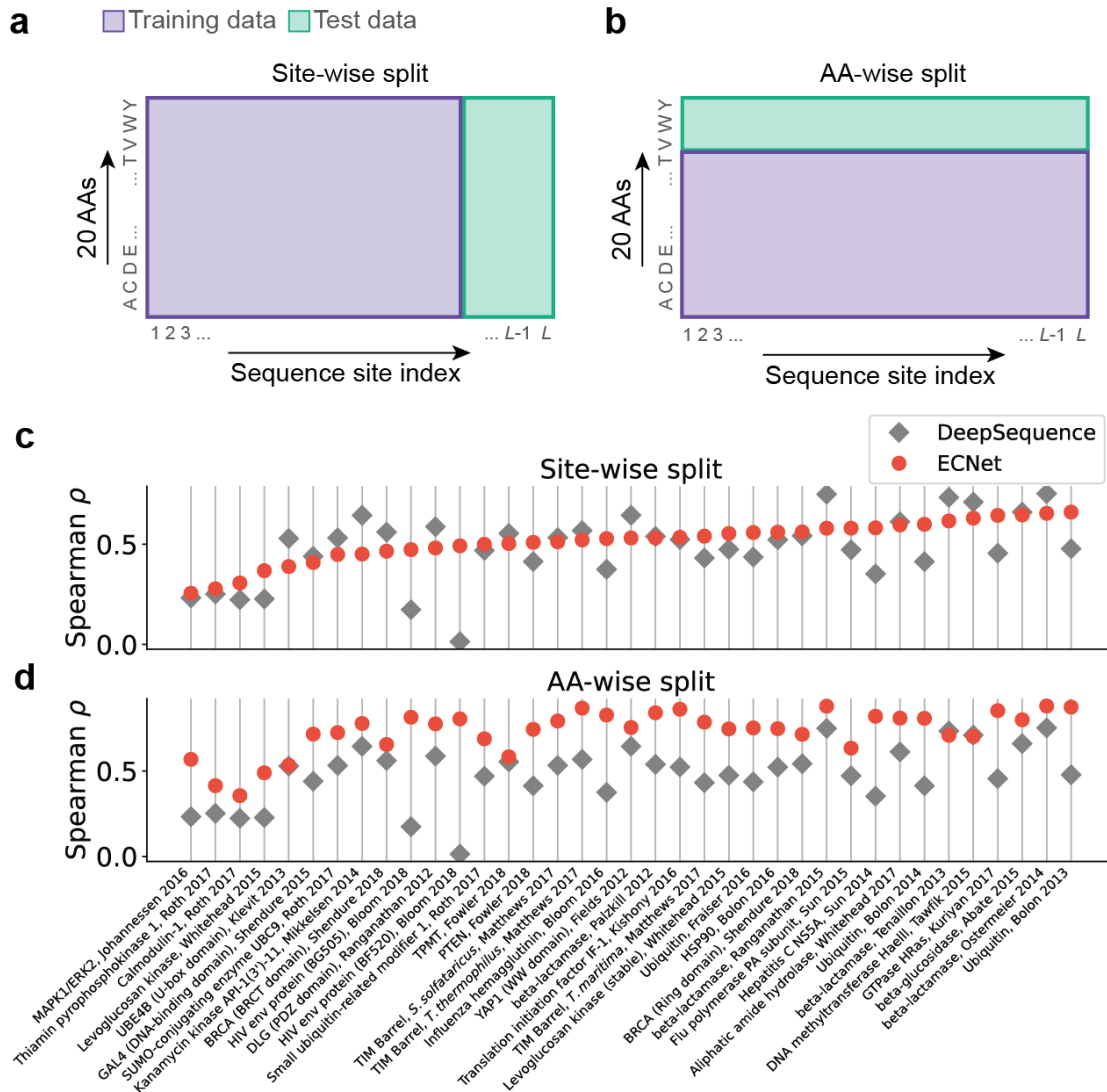 a
Training data
Test data
b
Site-wise split
AA-wise split
20 AAs
A C D E ... ... T V W Y
1 2 3 ... ... L-1 L
Sequence site index
20 AAs
A C D E ... ... T V W Y
1 2 3 ... ... L-1 L
Sequence site index
c
DeepSequence
ECNet
Site-wise split
Spearman ρ
0.5
0.0
d
AA-wise split
Spearman ρ
0.5
0.0
MAPK1/ERK2, Johannessen 2016
Thiamin pyrophosphokinase 1, Roth 2017
Calmodulin-1, Roth 2017
Levoglucosan kinase, Whitehead 2015
UBE4B (U-box domain), Klevit 2013
GAL4 (DNA-binding domain), Shendure 2015
SUMO-conjugating enzyme UBC9, Roth 2017
Kanamycin kinase API-1(3')-11, Mikkelsen 2014
BRCA (BRCT domain), Shendure 2018
HIV env protein (BG505), Bloom 2018
DLG (PDZ domain), Ranganathan 2012
HIV env protein (BF520), Bloom 2018
Small ubiquitin-related modifier 1, Roth 2017
TPMT, Fowler 2018
PTEN, Fowler 2018
TIM Barrel, S. solfataricus, Matthews 2017
TIM Barrel, T. thermophilus, Matthews 2017
Influenza hemagglutinin, Bloom 2016
YAP1 (WW domain), Fields 2012
beta-lactamase, Palzkill 2012
Translation initiation factor IF-1, Kishony 2016
TIM Barrel, T. maritima, Matthews 2017
Levoglucosan kinase (stable), Whitehead 2015
Ubiquitin, Fraiser 2016
HSP90, Bolon 2016
BRCA (Ring domain), Shendure 2018
beta-lactamase, Ranganathan 2015
Flu polymerase PA subunit, Sun 2015
Hepatitis C NS5A, Sun 2014
Aliphatic amide hydrolase, Whitehead 2017
Ubiquitin, Bolon 2014
beta-lactamase, Tenaillon 2013
DNA methyltransferase HaeIII, Tawfik 2015
GTPase HRas, Kuriyan 2017
beta-glucosidase, Abate 2015
beta-lactamase, Ostermeier 2014
Ubiquitin, Bolon 2013